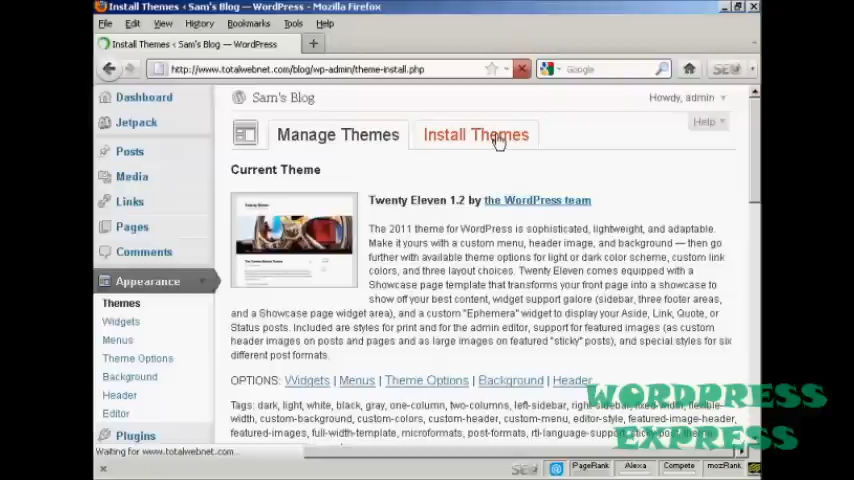 Install Themes ‹ Sam's Blog — WordPress - Mozilla Firefox
File Edit View History Bookmarks Tools Help
Install Themes ‹ Sam's Blog — WordPress
http://www.totalwebnet.com/blog/wp-admin/theme-install.php
Google
Sam's Blog
Howdy, admin
Help
Manage Themes
Install Themes
Dashboard
Jetpack
Posts
Media
Links
Pages
Comments
Appearance
Themes
Widgets
Menus
Theme Options
Background
Header
Editor
Plugins
Current Theme
Twenty Eleven 1.2 by the WordPress team
The 2011 theme for WordPress is sophisticated, lightweight, and adaptable.
Make it yours with a custom menu, header image, and background — then go
further with available theme options for light or dark color scheme, custom link
colors, and three layout choices. Twenty Eleven comes equipped with a
Showcase page template that transforms your front page into a showcase to
show off your best content, widget support galore (sidebar, three footer areas,
and a Showcase page widget area), and a custom "Ephemera" widget to display your Aside, Link, Quote, or
Status posts. Included are styles for print and for the admin editor, support for featured images (as custom
header images on posts and pages and as large images on featured "sticky" posts), and special styles for six
different post formats.
OPTIONS: Widgets | Menus | Theme Options | Background | Header
Tags: dark, light, white, black, gray, one-column, two-columns, left-sidebar, right-sidebar, fixed-width, flexible-
width, custom-background, custom-colors, custom-header, custom-menu, editor-style, featured-image-header,
featured-images, full-width-template, microformats, post-formats, rtl-language-support, sticky-post
WORDPRESS
EXPRESS
Waiting for www.totalwebnet.com...
PageRank
Alexa
Compete
mozRank